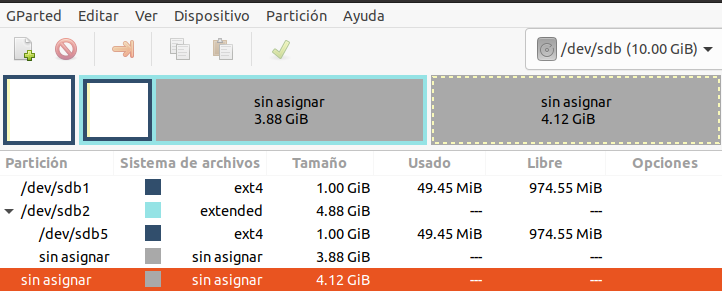 GParted Editar Ver Dispositivo Partición Ayuda
/dev/sdb (10.00 GiB)
sin asignar
3.88 GiB
sin asignar
4.12 GiB
Partición Sistema de archivos Tamaño Usado Libre Opciones
/dev/sdb1 ext4 1.00 GiB 49.45 MiB 974.55 MiB
/dev/sdb2 extended 4.88 GiB --- ---
/dev/sdb5 ext4 1.00 GiB 49.45 MiB 974.55 MiB
sin asignar sin asignar 3.88 GiB --- ---
sin asignar sin asignar 4.12 GiB --- ---